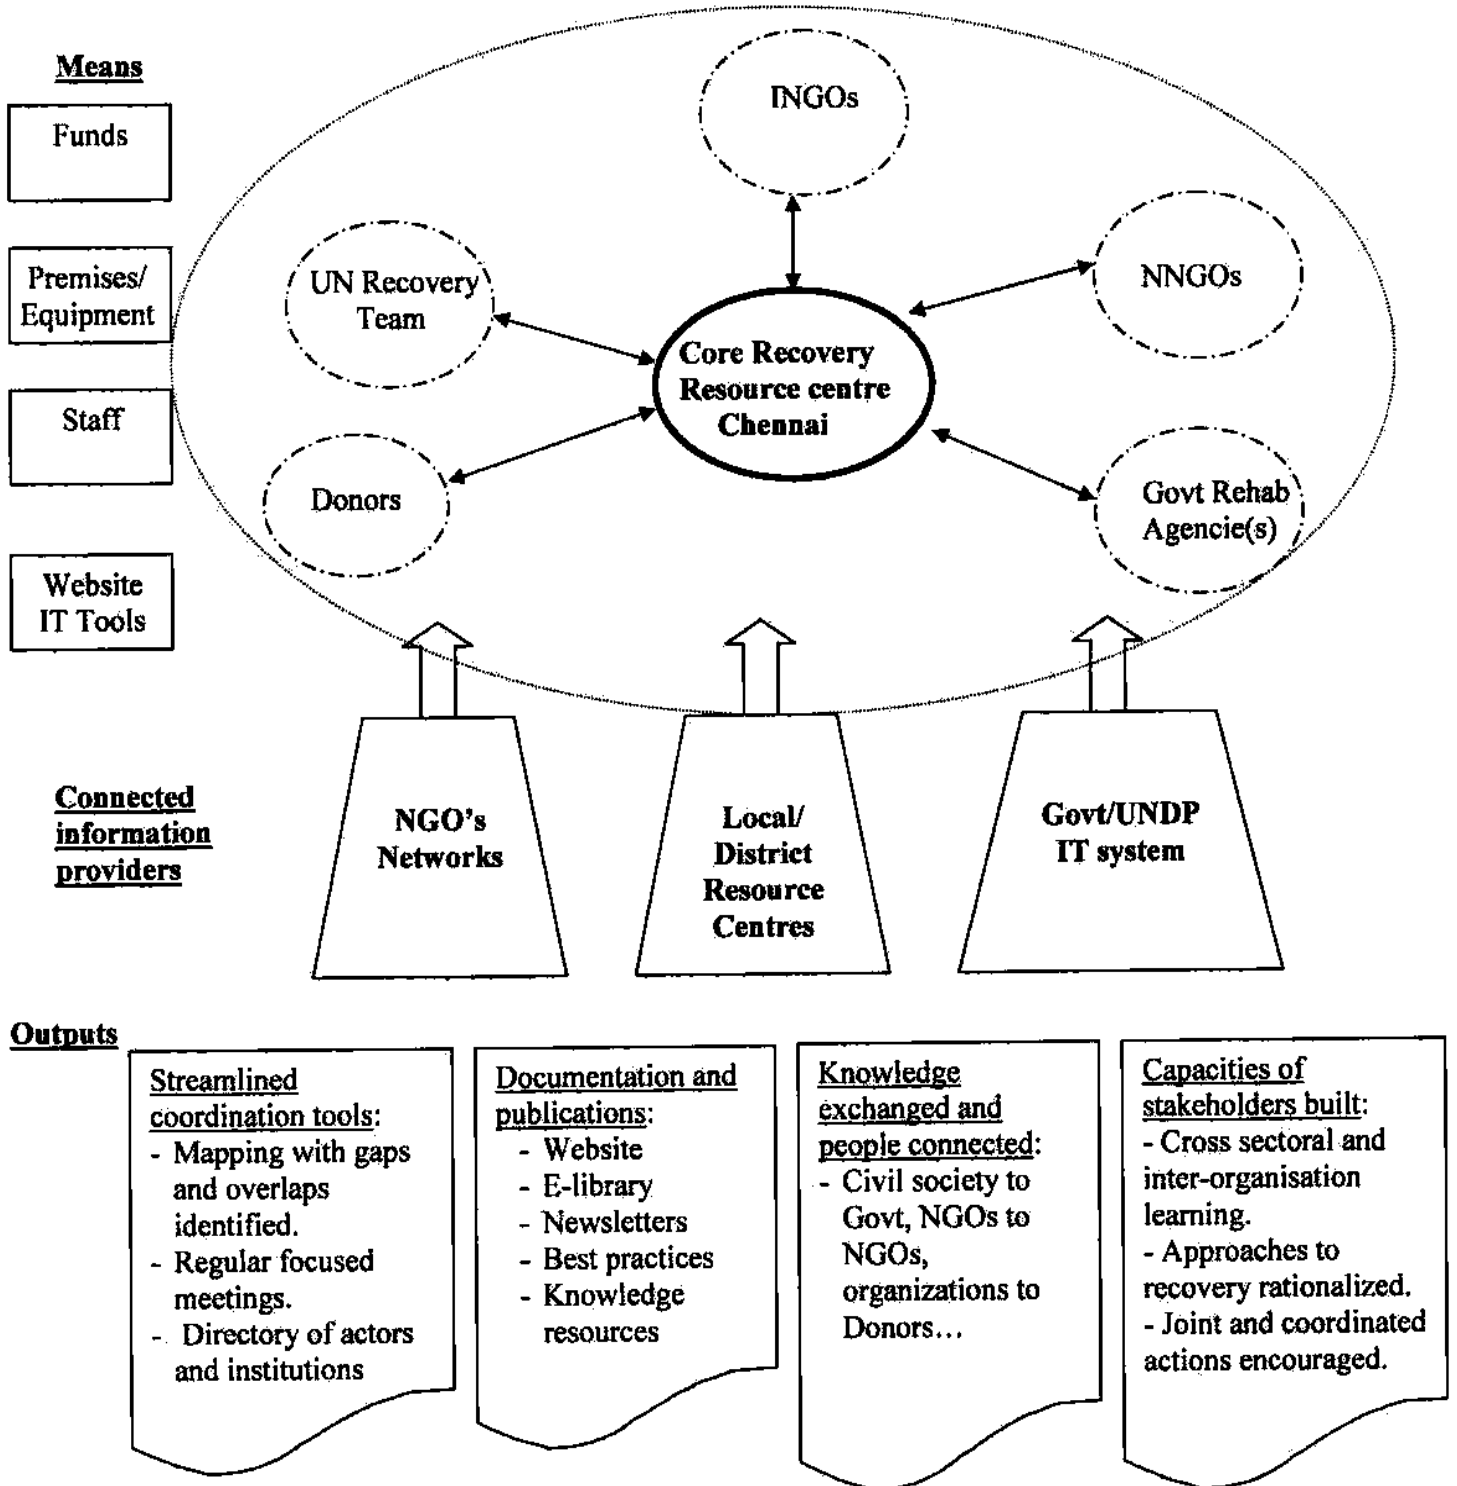 Means
Funds
Premises/
Equipment
Staff
Website
IT Tools
INGOs
UN Recovery
Team
NNGOs
Core Recovery
Resource centre
Chennai
Donors
Govt Rehab
Agencie(s)
Connected
information
providers
NGO's
Networks
Local/
District
Resource
Centres
Govt/UNDP
IT system
Outputs
Streamlined
coordination tools:
- Mapping with gaps
and overlaps
identified.
- Regular focused
meetings.
- Directory of actors
and institutions
Documentation and
publications:
- Website
- E-library
- Newsletters
- Best practices
- Knowledge
resources
Knowledge
exchanged and
people connected:
- Civil society to
Govt, NGOs to
NGOs,
organizations to
Donors…
Capacities of
stakeholders built:
- Cross sectoral and
inter-organisation
learning.
- Approaches to
recovery rationalized.
- Joint and coordinated
actions encouraged.